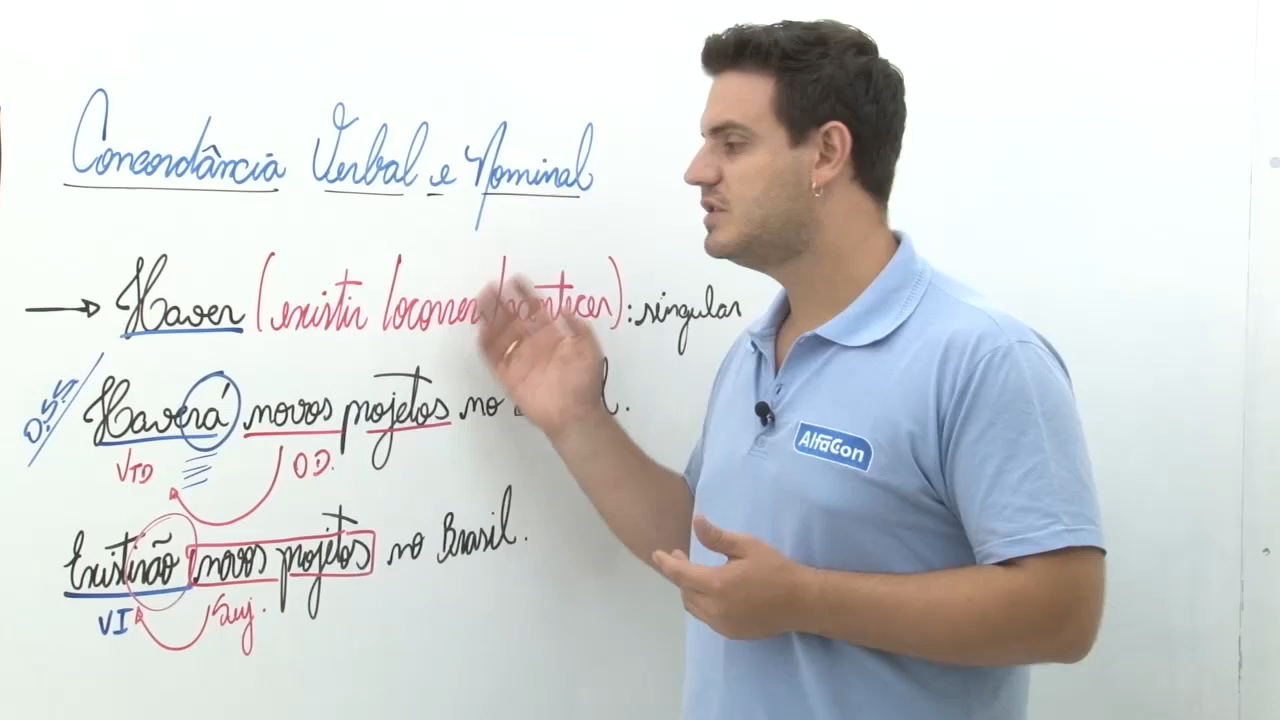 Concordância Verbal e Nominal
Haver (existir / ocorrer / acontecer) : singular
O.S.S
Haverá novos projetos no Brasil.
VTD O.D.
Existirão novos projetos no Brasil.
VI Suj.
AlfaCon